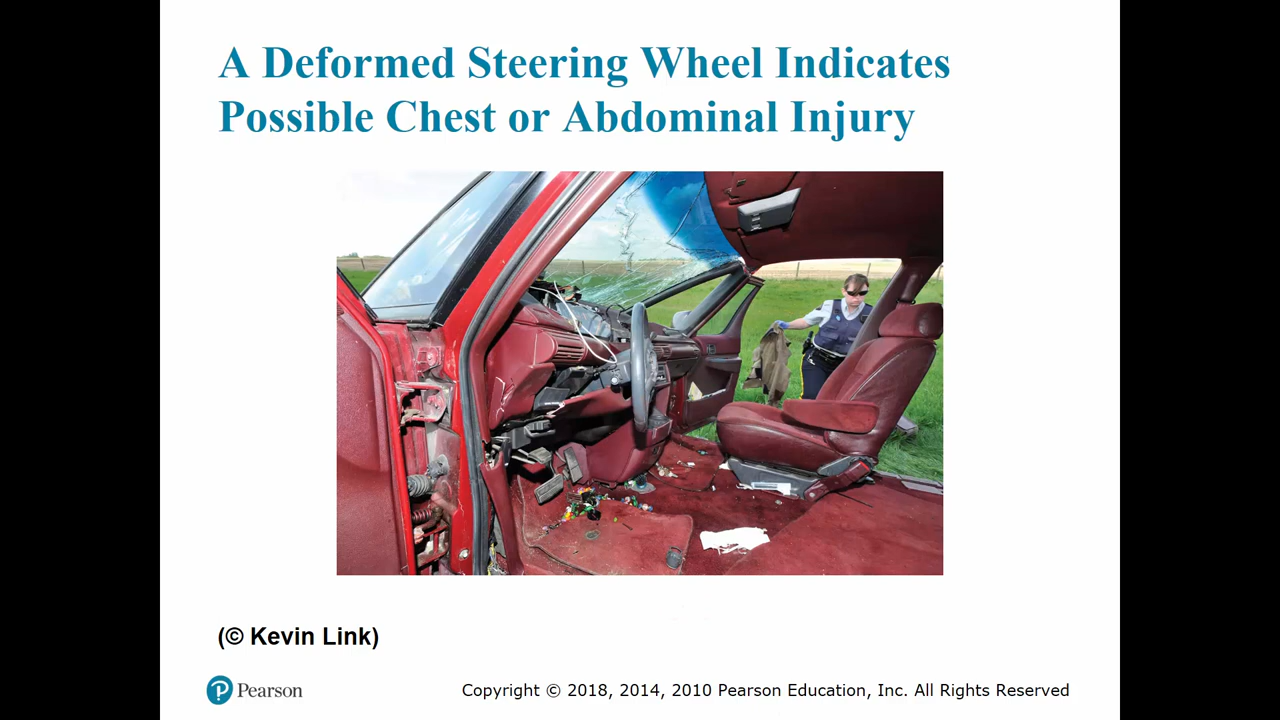 A Deformed Steering Wheel Indicates
Possible Chest or Abdominal Injury
(© Kevin Link)
Pearson
Copyright © 2018, 2014, 2010 Pearson Education, Inc. All Rights Reserved